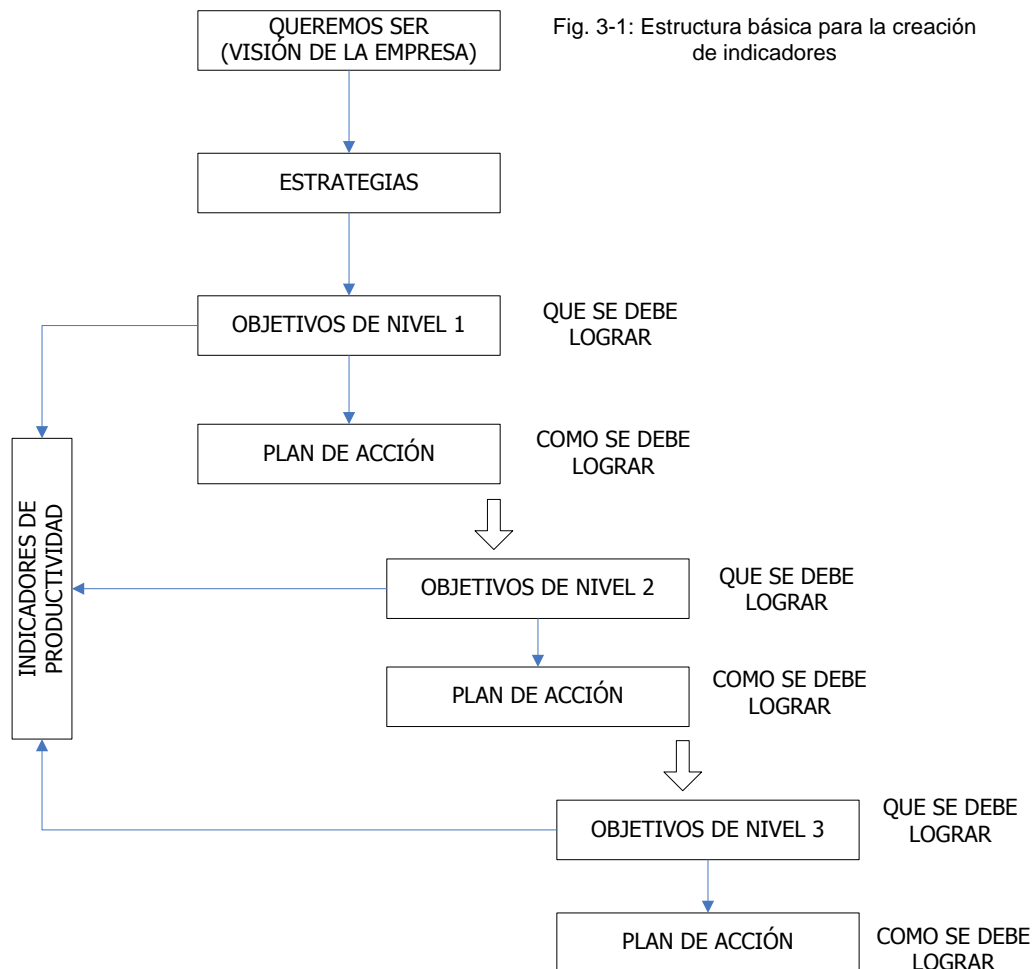 QUEREMOS SER
(VISIÓN DE LA EMPRESA)
Fig. 3-1: Estructura básica para la creación
de indicadores
ESTRATEGIAS
OBJETIVOS DE NIVEL 1
QUE SE DEBE
LOGRAR
PLAN DE ACCIÓN
COMO SE DEBE
LOGRAR
INDICADORES DE
PRODUCTIVIDAD
OBJETIVOS DE NIVEL 2
QUE SE DEBE
LOGRAR
PLAN DE ACCIÓN
COMO SE DEBE
LOGRAR
OBJETIVOS DE NIVEL 3
QUE SE DEBE
LOGRAR
PLAN DE ACCIÓN
COMO SE DEBE
LOGRAR